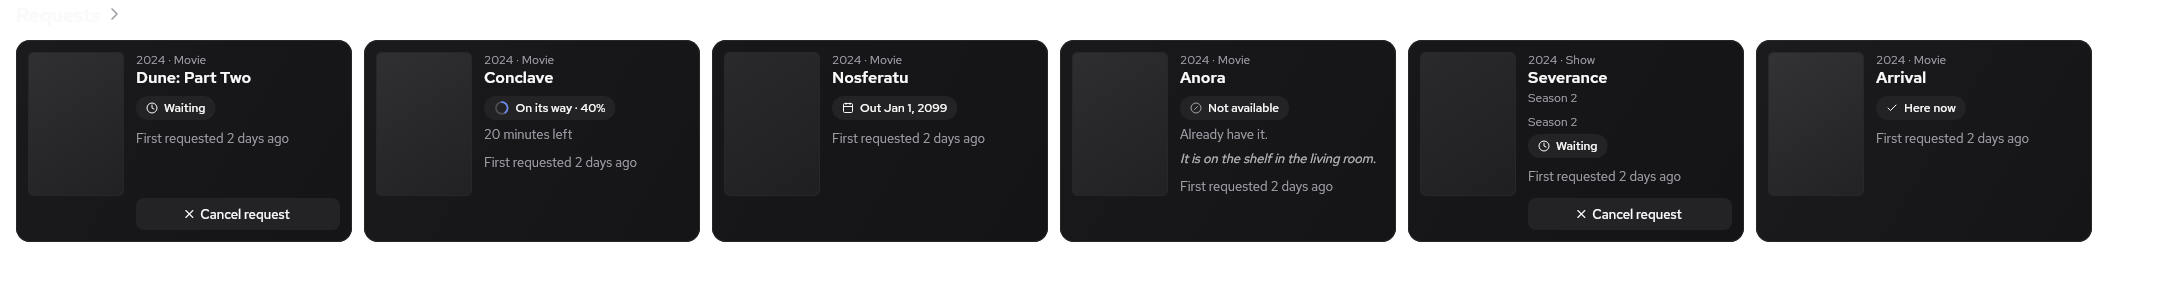 Requests
2024 · Movie
Dune: Part Two
Waiting
First requested 2 days ago
Cancel request
2024 · Movie
Conclave
On its way · 40%
20 minutes left
First requested 2 days ago
2024 · Movie
Nosferatu
Out Jan 1, 2099
First requested 2 days ago
2024 · Movie
Anora
Not available
Already have it.
It is on the shelf in the living room.
First requested 2 days ago
2024 · Show
Severance
Season 2
Season 2
Waiting
First requested 2 days ago
Cancel request
2024 · Movie
Arrival
Here now
First requested 2 days ago